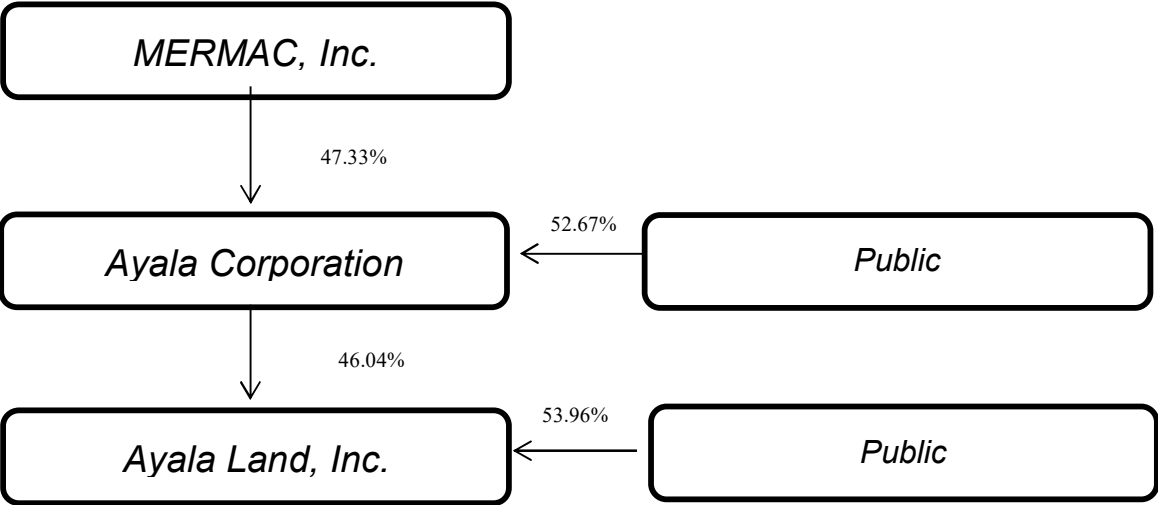 MERMAC, Inc.
47.33%
52.67%
Ayala Corporation
Public
46.04%
53.96%
Ayala Land, Inc.
Public